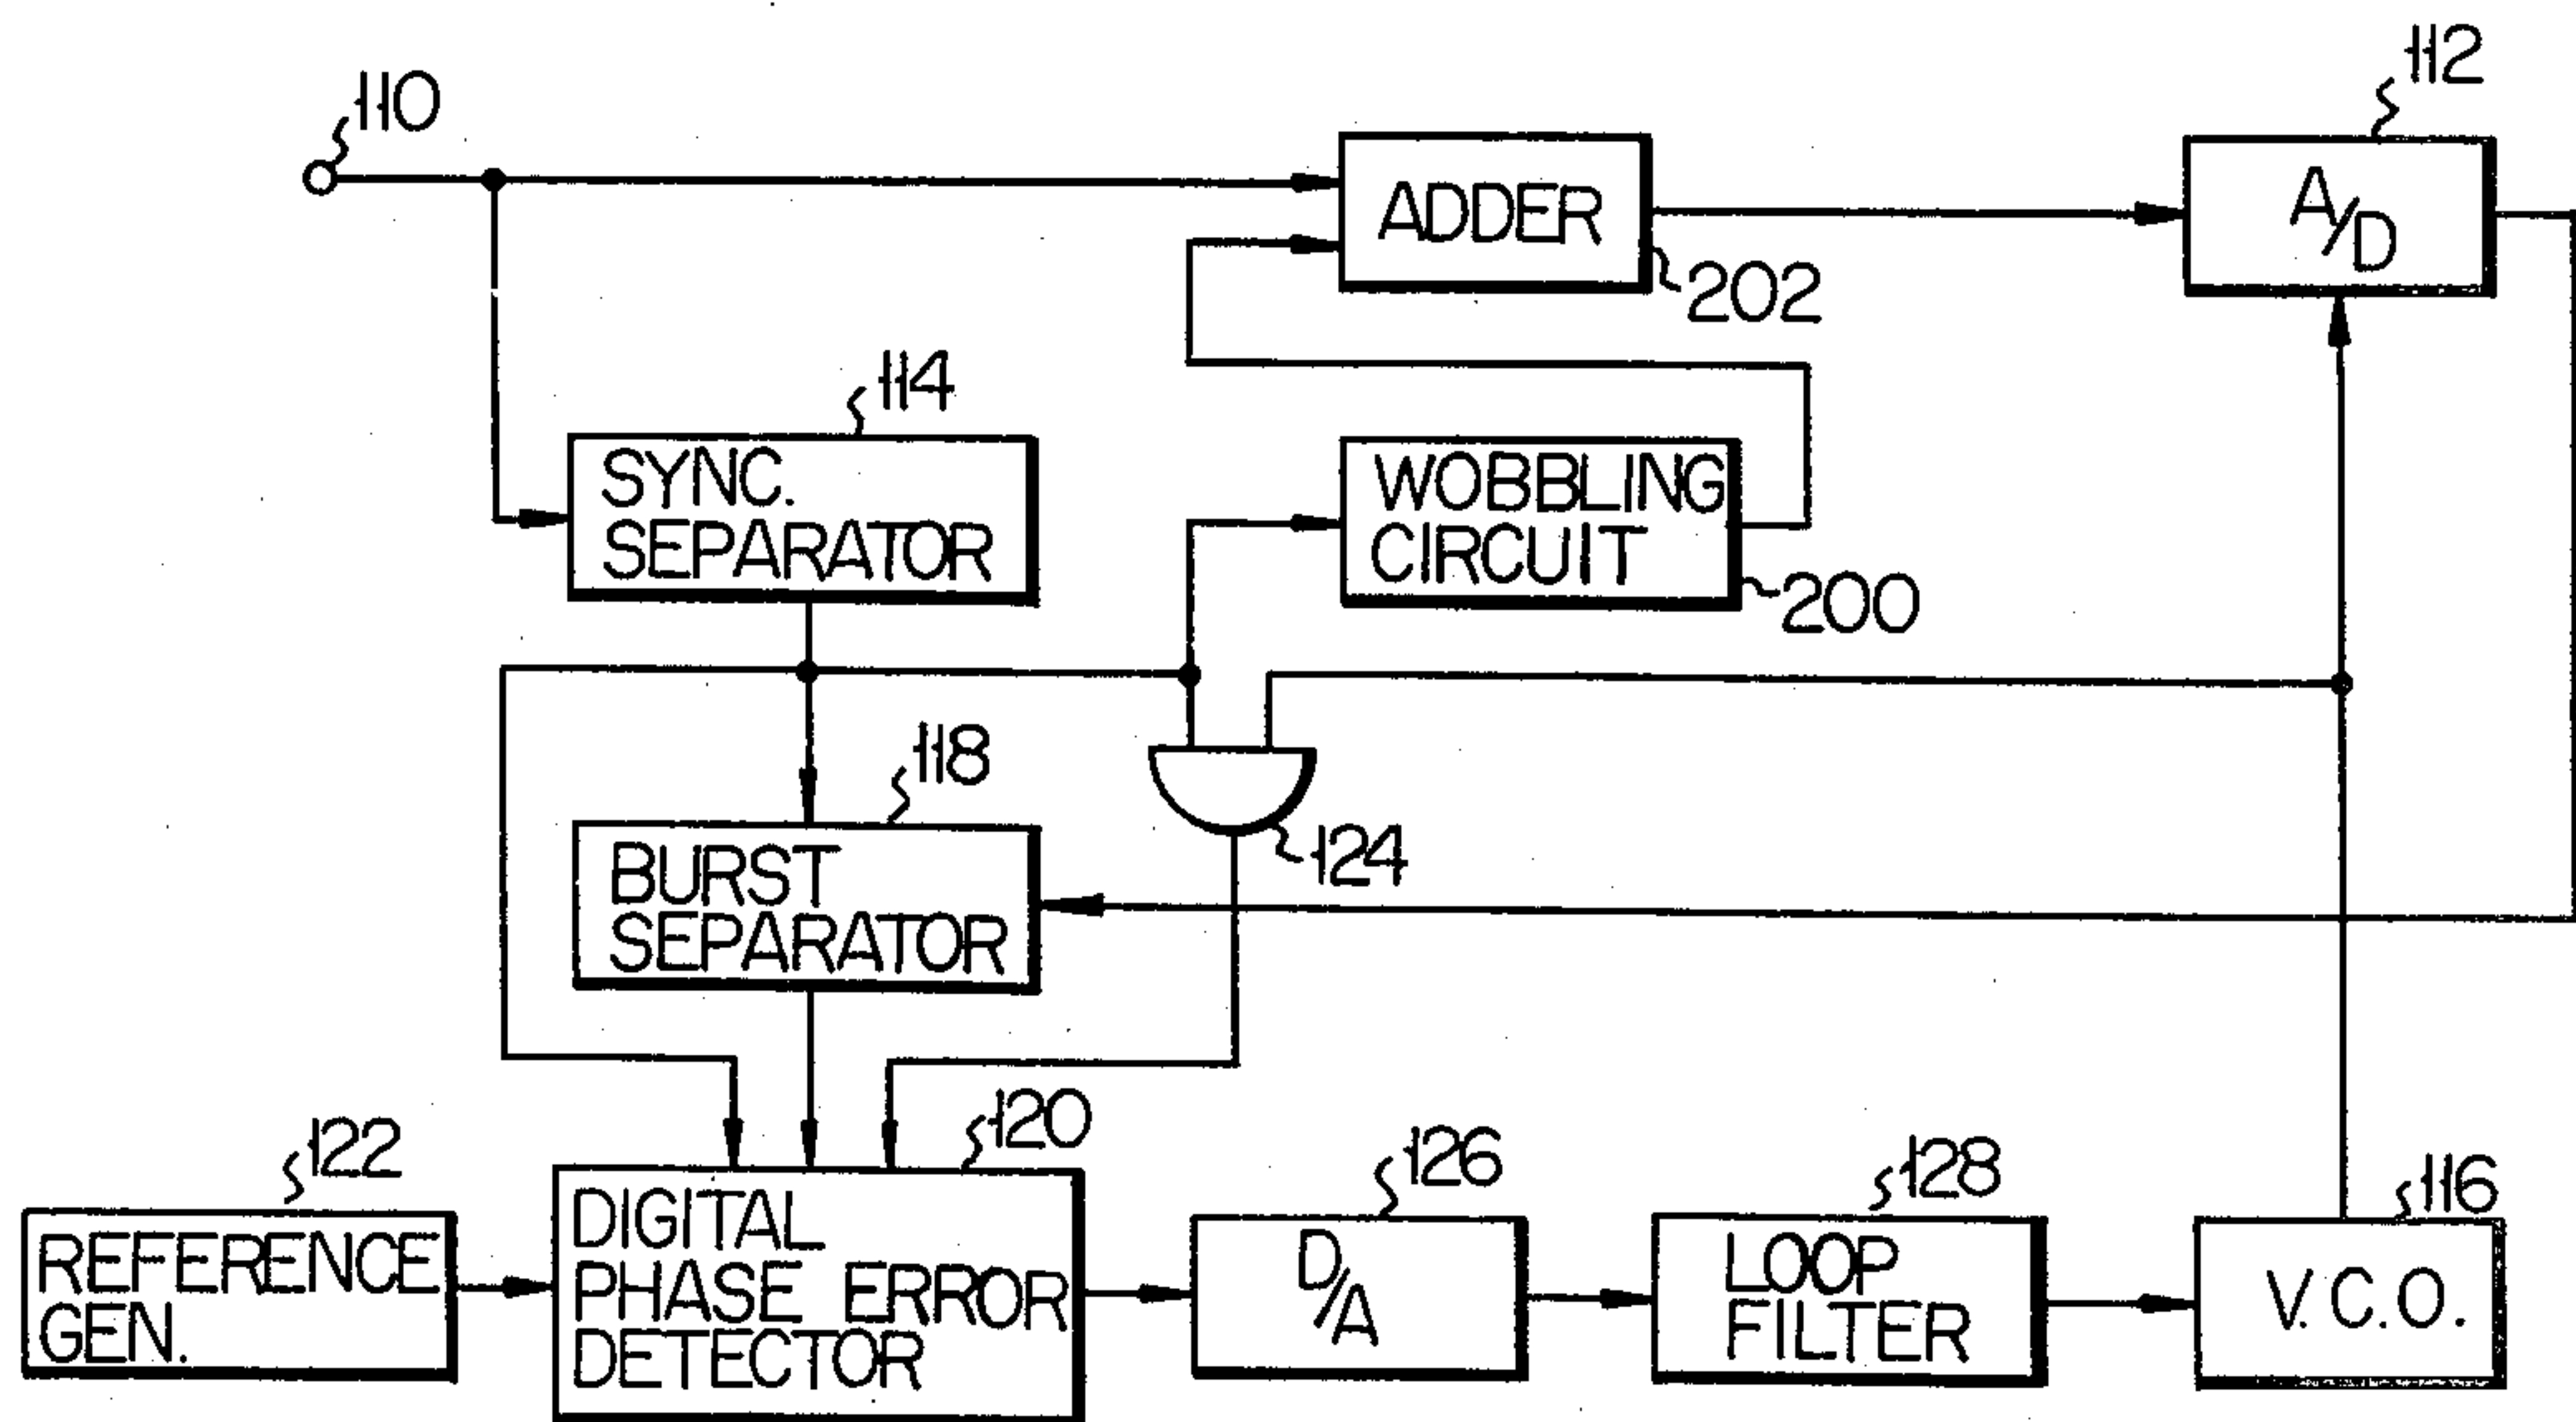 110
112
ADDER
A/D
202
114
SYNC.
SEPARATOR
WOBBLING
CIRCUIT
200
118
BURST
SEPARATOR
124
122
120
126
128
116
REFERENCE
GEN.
DIGITAL
PHASE ERROR
DETECTOR
D/A
LOOP
FILTER
V.C.O.